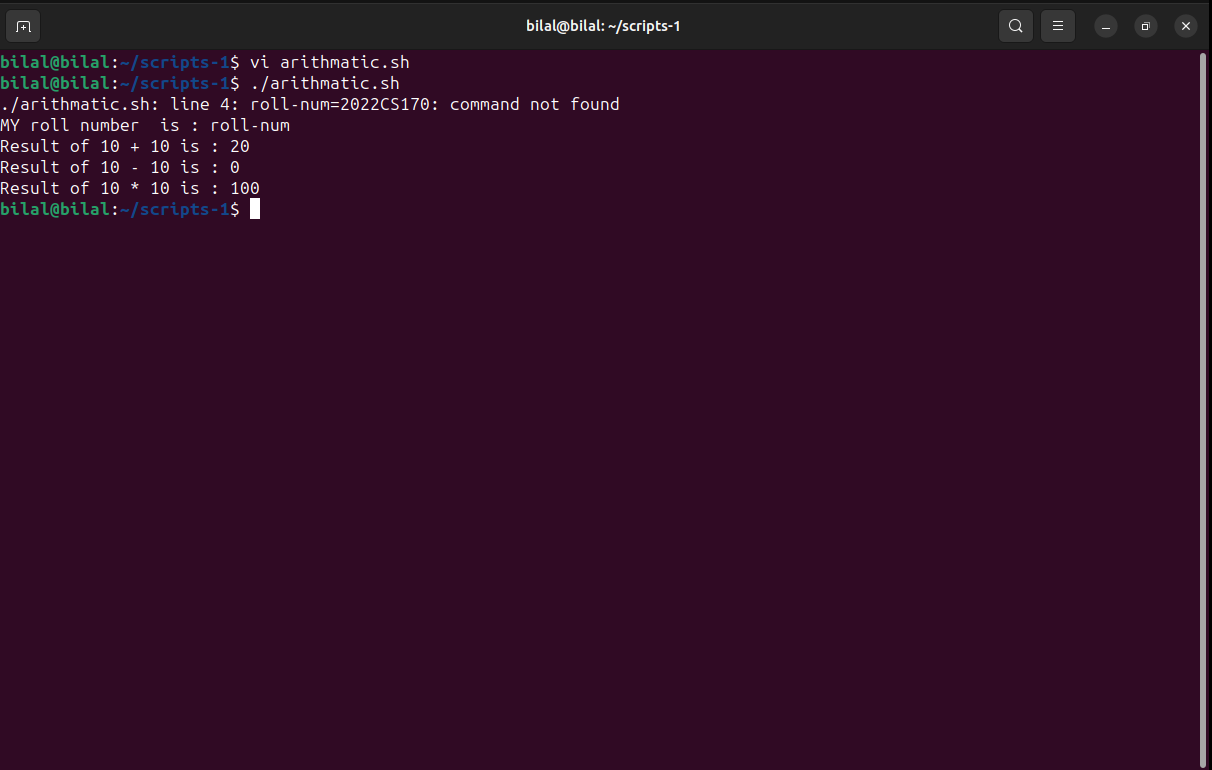 bilal@bilal: ~/scripts-1
bilal@bilal:~/scripts-1$ vi arithmatic.sh
bilal@bilal:~/scripts-1$ ./arithmatic.sh
./arithmatic.sh: line 4: roll-num=2022CS170: command not found
MY roll number  is : roll-num
Result of 10 + 10 is : 20
Result of 10 - 10 is : 0
Result of 10 * 10 is : 100
bilal@bilal:~/scripts-1$